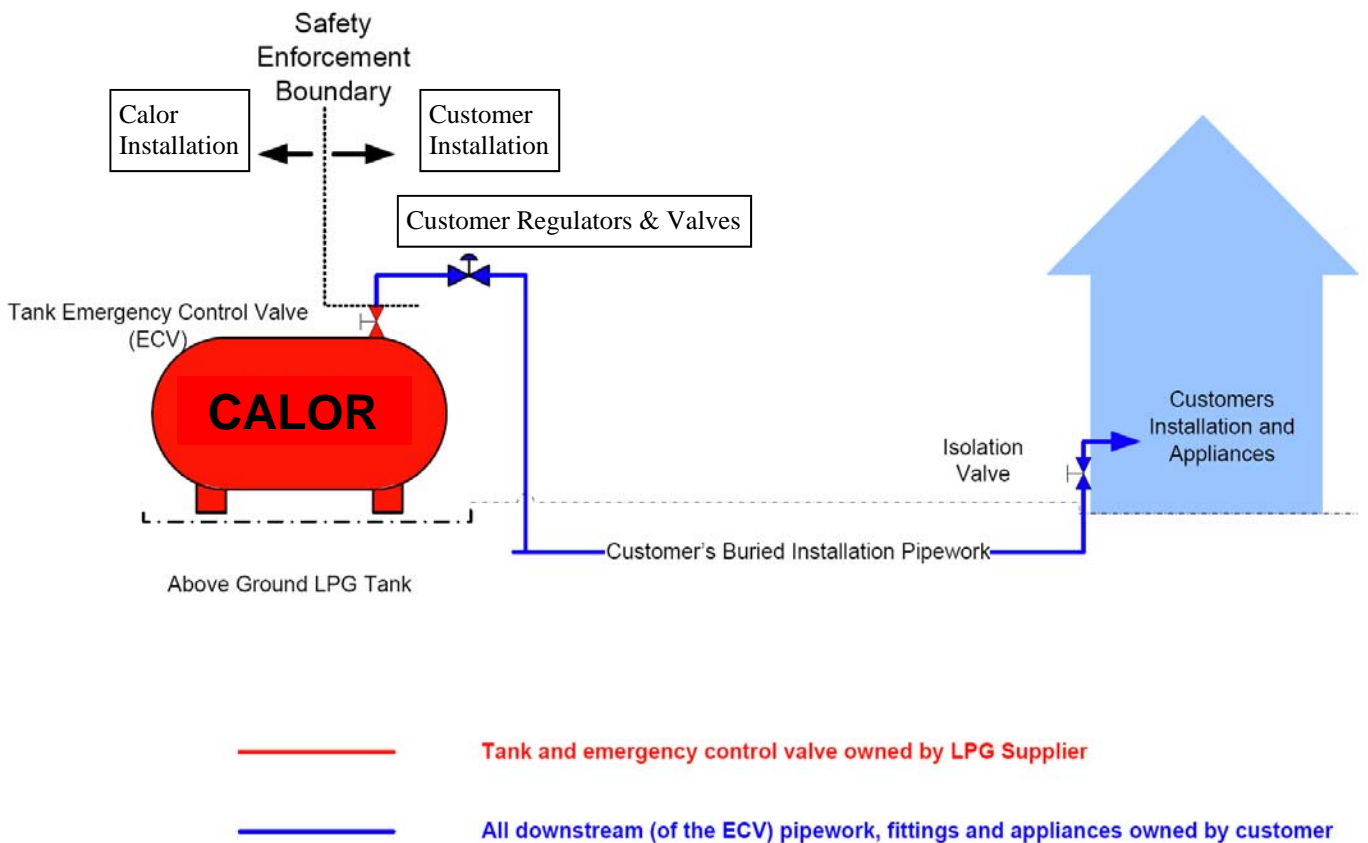 Safety
Enforcement
Boundary
Calor
Installation
Customer
Installation
Customer Regulators & Valves
Tank Emergency Control Valve
(ECV)
CALOR
Customers
Installation and
Appliances
Isolation
Valve
Customer's Buried Installation Pipework
Above Ground LPG Tank
Tank and emergency control valve owned by LPG Supplier
All downstream (of the ECV) pipework, fittings and appliances owned by customer